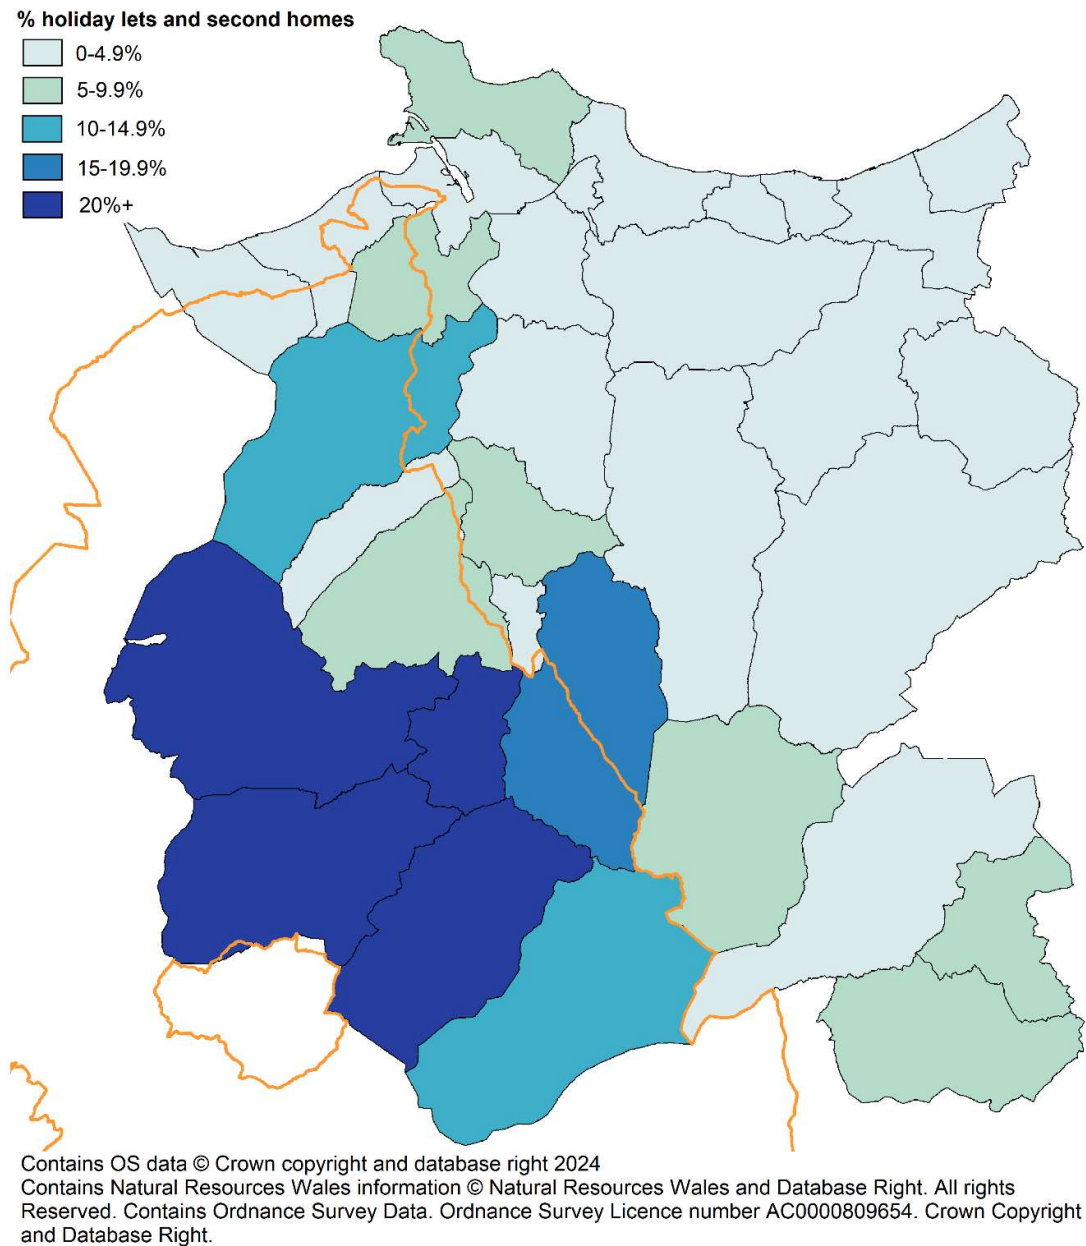 % holiday lets and second homes
0-4.9%
5-9.9%
10-14.9%
15-19.9%
20%+
Contains OS data © Crown copyright and database right 2024
Contains Natural Resources Wales information © Natural Resources Wales and Database Right. All rights
Reserved. Contains Ordnance Survey Data. Ordnance Survey Licence number AC0000809654. Crown Copyright
and Database Right.